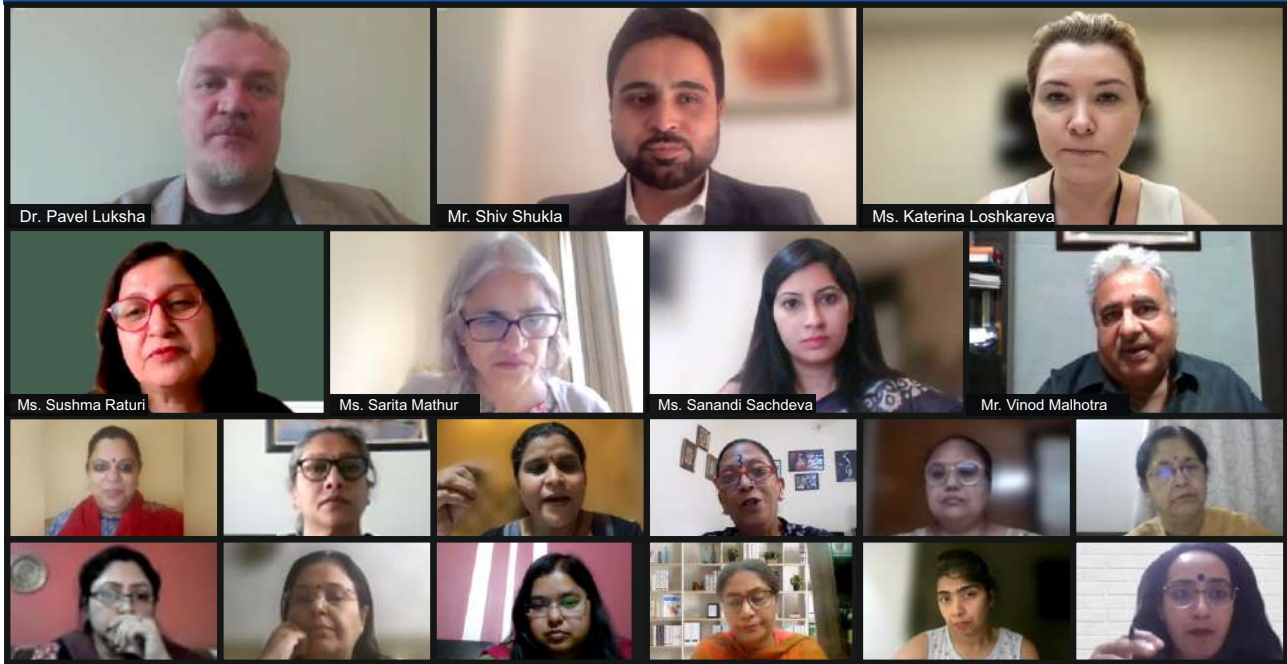 Dr. Pavel Luksha
Mr. Shiv Shukla
Ms. Katerina Loshkareva
Ms. Sushma Raturi
Ms. Sarita Mathur
Ms. Sanandi Sachdeva
Mr. Vinod Malhotra